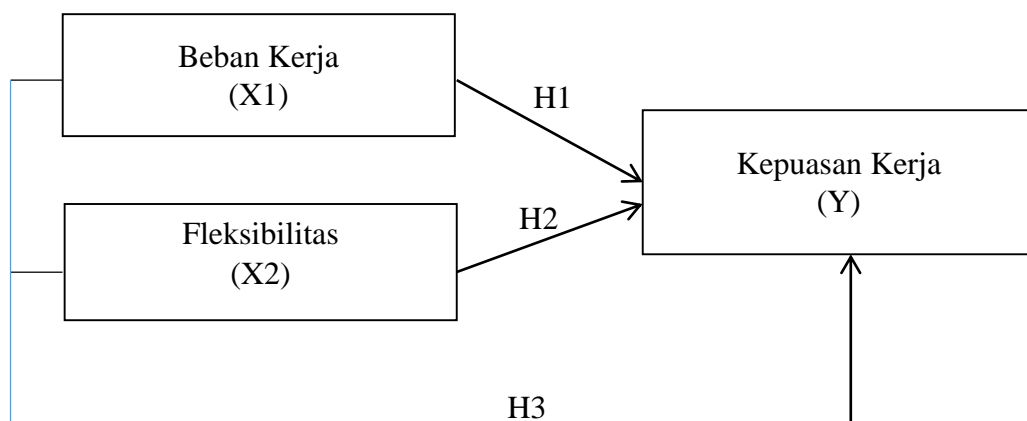 Beban Kerja
(X1)
H1
Kepuasan Kerja
(Y)
Fleksibilitas
(X2)
H2
H3